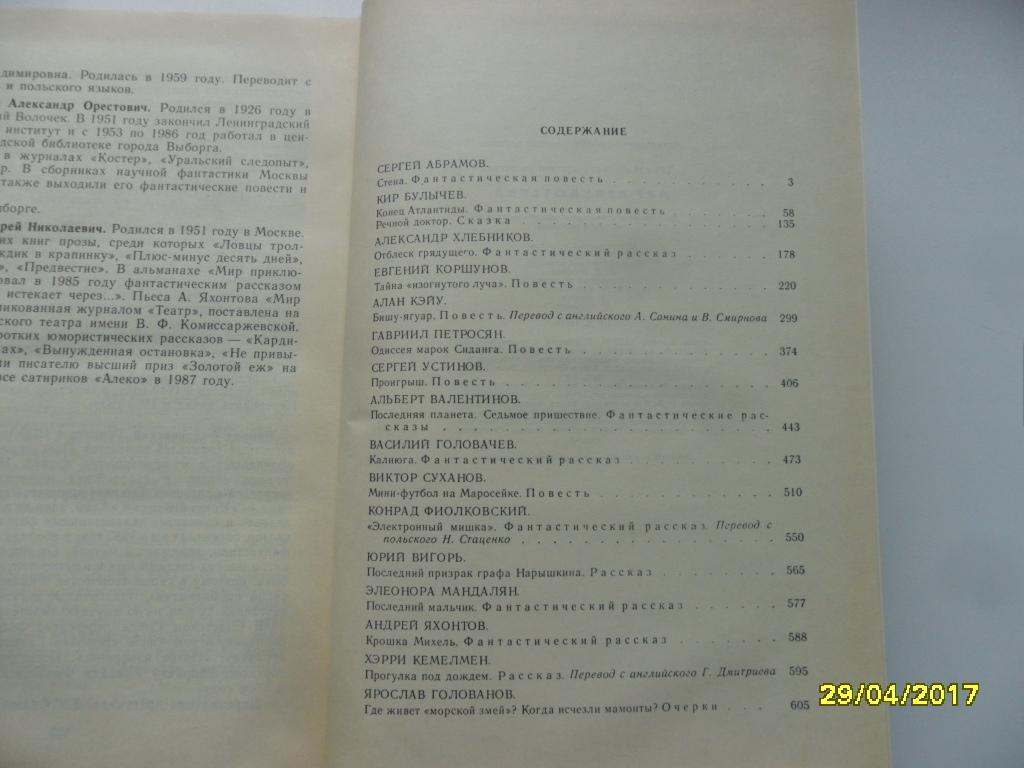 димировна. Родилась в 1959 году. Переводит с
и польского языков.
Александр Орестович. Родился в 1926 году в
ий Волочек. В 1951 году закончил Ленинградский
институт и с 1953 по 1986 год работал в цен-
дской библиотеке города Выборга.
в журналах «Костер», «Уральский следопыт»,
р. В сборниках научной фантастики Москвы
также выходили его фантастические повести и
иборге.
рей Николаевич. Родился в 1951 году в Москве.
их книг прозы, среди которых «Ловцы трол-
ждик в крапинку», «Плюс-минус десять дней»,
», «Предвестие». В альманахе «Мир приклю-
овал в 1985 году фантастическим рассказом
истекает через...». Пьеса А. Яхонтова «Мир
ликованная журналом «Театр», поставлена на
ского театра имени В. Ф. Комиссаржевской.
ротких юмористических рассказов — «Карди-
ах», «Вынужденная остановка», «Не привы-
ли писателю высший приз «Золотой еж» на
се сатириков «Алеко» в 1987 году.
СОДЕРЖАНИЕ
СЕРГЕЙ АБРАМОВ.
Стена. Фантастическая повесть . . . . . . . . . . 3
КИР БУЛЫЧЕВ.
Конец Атлантиды. Фантастическая повесть . . . . . . 58
Речной доктор. Сказка . . . . . . . . . . . . 135
АЛЕКСАНДР ХЛЕБНИКОВ.
Отблеск грядущего. Фантастический рассказ . . . . . 178
ЕВГЕНИЙ КОРШУНОВ.
Тайна «изогнутого луча». Повесть . . . . . . . . . 220
АЛАН КЭЙУ.
Бишу-ягуар. Повесть. Перевод с английского А. Санина и В. Смирнова 299
ГАВРИИЛ ПЕТРОСЯН.
Одиссея марок Сиданга. Повесть . . . . . . . . . 374
СЕРГЕЙ УСТИНОВ.
Проигрыш. Повесть . . . . . . . . . . . . . 406
АЛЬБЕРТ ВАЛЕНТИНОВ.
Последняя планета. Седьмое пришествие. Фантастические рас-
сказы . . . . . . . . . . . . . . . . 443
ВАСИЛИЙ ГОЛОВАЧЕВ.
Калиюга. Фантастический рассказ . . . . . . . . 473
ВИКТОР СУХАНОВ.
Мини-футбол на Маросейке. Повесть . . . . . . . . 510
КОНРАД ФИОЛКОВСКИЙ.
«Электронный мишка». Фантастический рассказ. Перевод с
польского Н. Стаценко . . . . . . . . . . . . 550
ЮРИЙ ВИГОРЬ.
Последний призрак графа Нарышкина. Рассказ . . . . . . 565
ЭЛЕОНОРА МАНДАЛЯН.
Последний мальчик. Фантастический рассказ . . . . . . 577
АНДРЕЙ ЯХОНТОВ.
Крошка Михель. Фантастический рассказ . . . . . . . 588
ХЭРРИ КЕМЕЛМЕН.
Прогулка под дождем. Рассказ. Перевод с английского Г. Дмитриева 595
ЯРОСЛАВ ГОЛОВАНОВ.
Где живет «морской змей»? Когда исчезли мамонты? Очерки . . . 605
29/04/2017